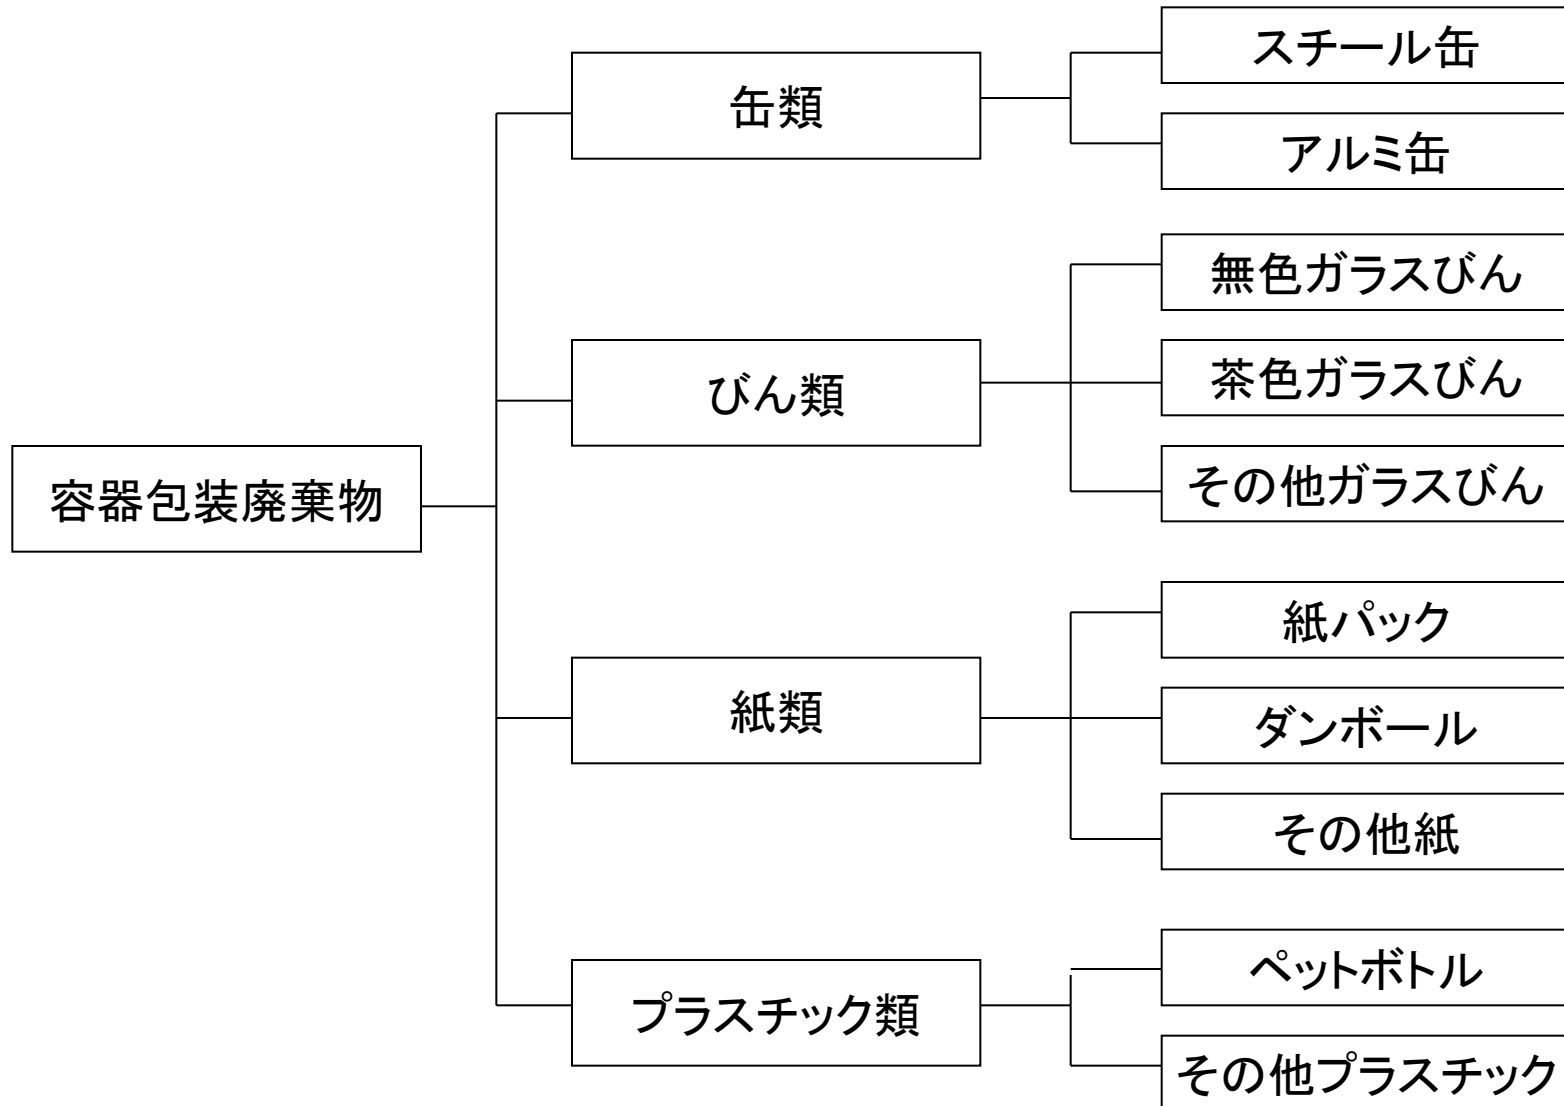 容器包装廃棄物
缶類
スチール缶
アルミ缶
びん類
無色ガラスびん
茶色ガラスびん
その他ガラスびん
紙類
紙パック
ダンボール
その他紙
プラスチック類
ペットボトル
その他プラスチック